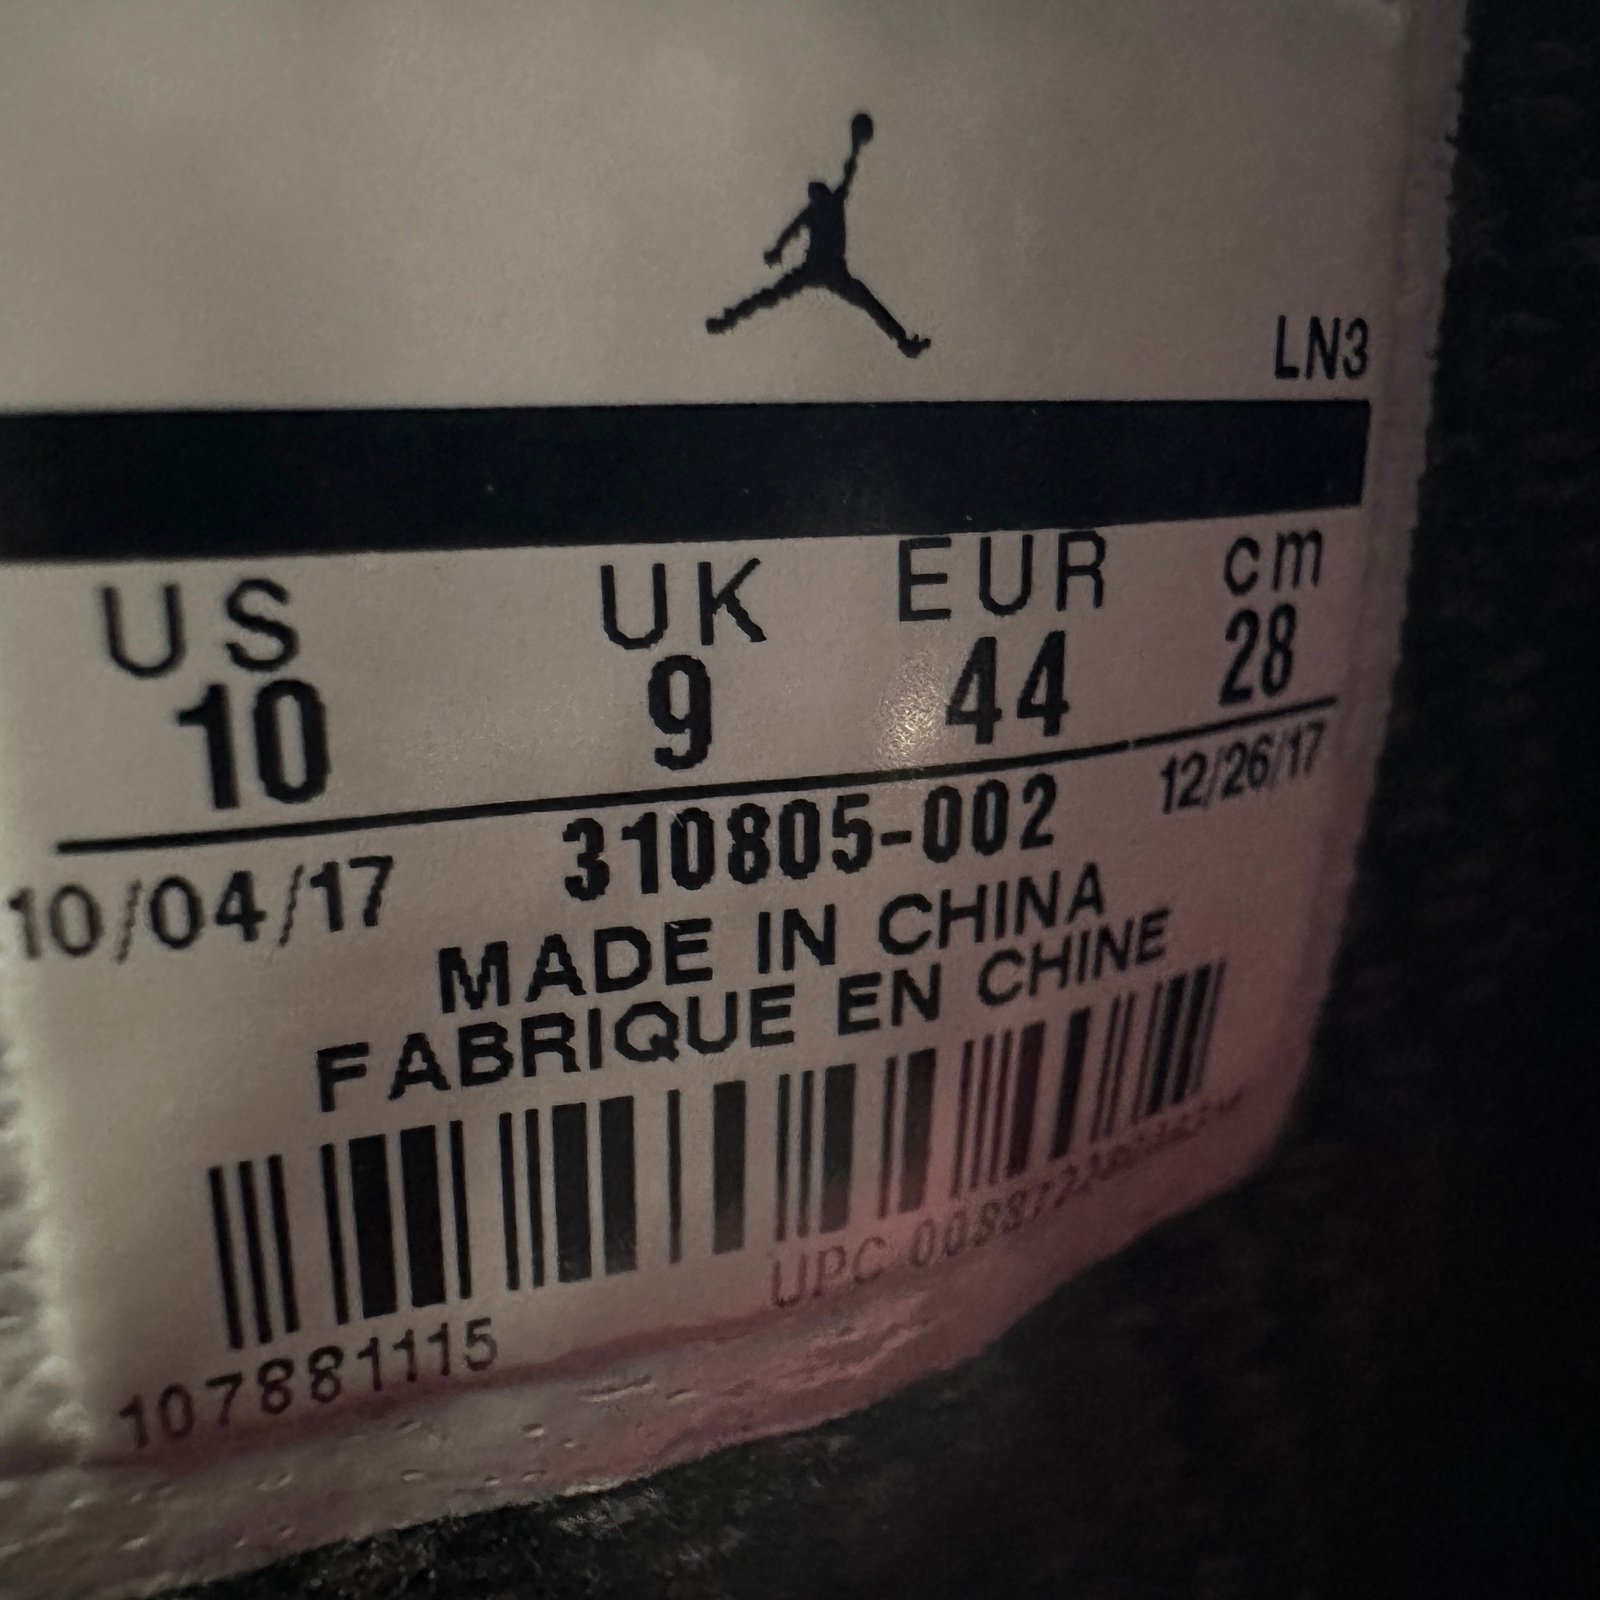 LN3
US UK EUR cm
10 9 44 28
10/04/17 310805-002 12/26/17
MADE IN CHINA
FABRIQUE EN CHINE
UPC
107881115